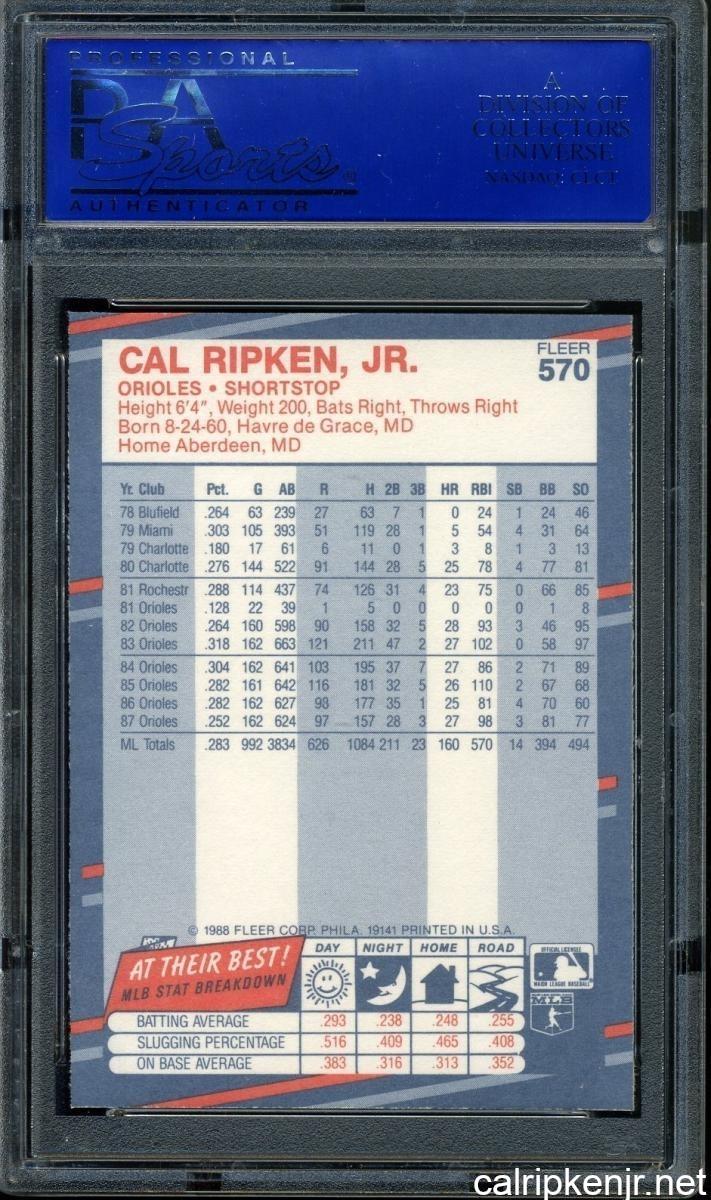 PROFESSIONAL
PSA
Sports
AUTHENTICATOR
A
DIVISION OF
COLLECTORS
UNIVERSE
NASDAQ: CLCT
CAL RIPKEN, JR.
FLEER
570
ORIOLES • SHORTSTOP
Height 6'4", Weight 200, Bats Right, Throws Right
Born 8-24-60, Havre de Grace, MD
Home Aberdeen, MD
Yr. Club Pct. G AB R H 2B 3B HR RBI SB BB SO
78 Blufield .264 63 239 27 63 7 1 0 24 1 24 46
79 Miami .303 105 393 51 119 28 1 5 54 4 31 64
79 Charlotte .180 17 61 6 11 0 1 3 8 1 3 13
80 Charlotte .276 144 522 91 144 28 5 25 78 4 77 81
81 Rochestr .288 114 437 74 126 31 4 23 75 0 66 85
81 Orioles .128 22 39 1 5 0 0 0 0 0 1 8
82 Orioles .264 160 598 90 158 32 5 28 93 3 46 95
83 Orioles .318 162 663 121 211 47 2 27 102 0 58 97
84 Orioles .304 162 641 103 195 37 7 27 86 2 71 89
85 Orioles .282 161 642 116 181 32 5 26 110 2 67 68
86 Orioles .282 162 627 98 177 35 1 25 81 4 70 60
87 Orioles .252 162 624 97 157 28 3 27 98 3 81 77
ML Totals .283 992 3834 626 1084 211 23 160 570 14 394 494
© 1988 FLEER CORP. PHILA. 19141 PRINTED IN U.S.A.
AT THEIR BEST!
MLB STAT BREAKDOWN
DAY NIGHT HOME ROAD
BATTING AVERAGE .293 .238 .248 .255
SLUGGING PERCENTAGE .516 .409 .465 .408
ON BASE AVERAGE .383 .316 .313 .352
OFFICIAL LICENSEE
MAJOR LEAGUE BASEBALL
calripkenjr.net